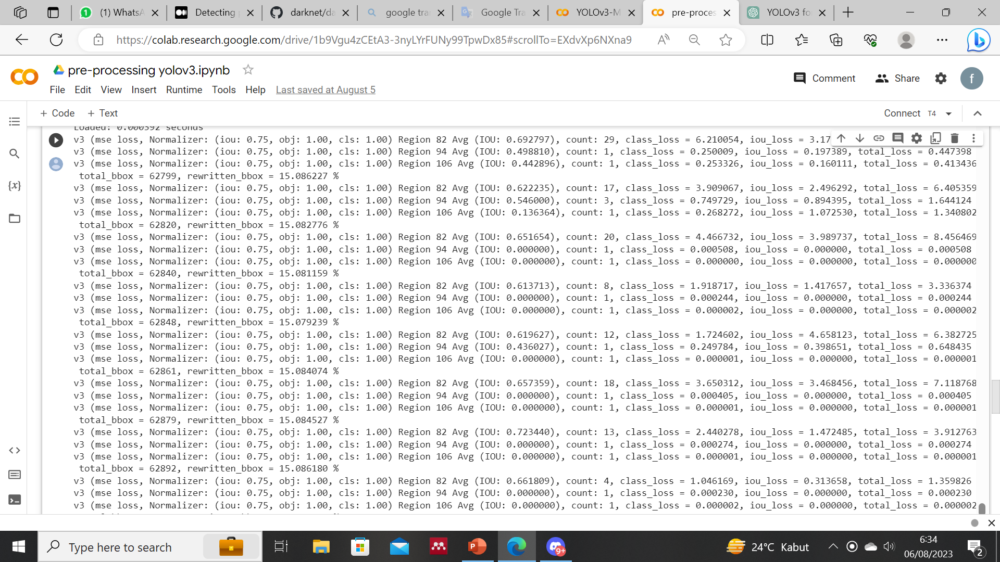 (1) WhatsA
Detecting
darknet/da
google tra
Google Tra
YOLOv3-M
pre-proces
YOLOv3 fo
https://colab.research.google.com/drive/1b9Vgu4zCEtA3-3nyLYrFUNy99TpwDx85#scrollTo=EXdvXp6NXna9
pre-processing yolov3.ipynb
Comment
Share
f
File Edit View Insert Runtime Tools Help Last saved at August 5
+ Code + Text
Connect T4
Loaded: 0.000392 seconds
v3 (mse loss, Normalizer: (iou: 0.75, obj: 1.00, cls: 1.00) Region 82 Avg (IOU: 0.692797), count: 29, class_loss = 6.210054, iou_loss = 3.17
v3 (mse loss, Normalizer: (iou: 0.75, obj: 1.00, cls: 1.00) Region 94 Avg (IOU: 0.498810), count: 1, class_loss = 0.250009, iou_loss = 0.197389, total_loss = 0.447398
v3 (mse loss, Normalizer: (iou: 0.75, obj: 1.00, cls: 1.00) Region 106 Avg (IOU: 0.442896), count: 1, class_loss = 0.253326, iou_loss = 0.160111, total_loss = 0.413436
total_bbox = 62799, rewritten_bbox = 15.086227 %
v3 (mse loss, Normalizer: (iou: 0.75, obj: 1.00, cls: 1.00) Region 82 Avg (IOU: 0.622235), count: 17, class_loss = 3.909067, iou_loss = 2.496292, total_loss = 6.405359
v3 (mse loss, Normalizer: (iou: 0.75, obj: 1.00, cls: 1.00) Region 94 Avg (IOU: 0.546000), count: 3, class_loss = 0.749729, iou_loss = 0.894395, total_loss = 1.644124
v3 (mse loss, Normalizer: (iou: 0.75, obj: 1.00, cls: 1.00) Region 106 Avg (IOU: 0.136364), count: 1, class_loss = 0.268272, iou_loss = 1.072530, total_loss = 1.340802
total_bbox = 62820, rewritten_bbox = 15.082776 %
v3 (mse loss, Normalizer: (iou: 0.75, obj: 1.00, cls: 1.00) Region 82 Avg (IOU: 0.651654), count: 20, class_loss = 4.466732, iou_loss = 3.989737, total_loss = 8.456469
v3 (mse loss, Normalizer: (iou: 0.75, obj: 1.00, cls: 1.00) Region 94 Avg (IOU: 0.000000), count: 1, class_loss = 0.000508, iou_loss = 0.000000, total_loss = 0.000508
v3 (mse loss, Normalizer: (iou: 0.75, obj: 1.00, cls: 1.00) Region 106 Avg (IOU: 0.000000), count: 1, class_loss = 0.000000, iou_loss = 0.000000, total_loss = 0.000000
total_bbox = 62840, rewritten_bbox = 15.081159 %
v3 (mse loss, Normalizer: (iou: 0.75, obj: 1.00, cls: 1.00) Region 82 Avg (IOU: 0.613713), count: 8, class_loss = 1.918717, iou_loss = 1.417657, total_loss = 3.336374
v3 (mse loss, Normalizer: (iou: 0.75, obj: 1.00, cls: 1.00) Region 94 Avg (IOU: 0.000000), count: 1, class_loss = 0.000244, iou_loss = 0.000000, total_loss = 0.000244
v3 (mse loss, Normalizer: (iou: 0.75, obj: 1.00, cls: 1.00) Region 106 Avg (IOU: 0.000000), count: 1, class_loss = 0.000002, iou_loss = 0.000000, total_loss = 0.000002
total_bbox = 62848, rewritten_bbox = 15.079239 %
v3 (mse loss, Normalizer: (iou: 0.75, obj: 1.00, cls: 1.00) Region 82 Avg (IOU: 0.619627), count: 12, class_loss = 1.724602, iou_loss = 4.658123, total_loss = 6.382725
v3 (mse loss, Normalizer: (iou: 0.75, obj: 1.00, cls: 1.00) Region 94 Avg (IOU: 0.436027), count: 1, class_loss = 0.249784, iou_loss = 0.398651, total_loss = 0.648435
v3 (mse loss, Normalizer: (iou: 0.75, obj: 1.00, cls: 1.00) Region 106 Avg (IOU: 0.000000), count: 1, class_loss = 0.000001, iou_loss = 0.000000, total_loss = 0.000001
total_bbox = 62861, rewritten_bbox = 15.084074 %
v3 (mse loss, Normalizer: (iou: 0.75, obj: 1.00, cls: 1.00) Region 82 Avg (IOU: 0.657359), count: 18, class_loss = 3.650312, iou_loss = 3.468456, total_loss = 7.118768
v3 (mse loss, Normalizer: (iou: 0.75, obj: 1.00, cls: 1.00) Region 94 Avg (IOU: 0.000000), count: 1, class_loss = 0.000405, iou_loss = 0.000000, total_loss = 0.000405
v3 (mse loss, Normalizer: (iou: 0.75, obj: 1.00, cls: 1.00) Region 106 Avg (IOU: 0.000000), count: 1, class_loss = 0.000001, iou_loss = 0.000000, total_loss = 0.000001
total_bbox = 62879, rewritten_bbox = 15.084527 %
v3 (mse loss, Normalizer: (iou: 0.75, obj: 1.00, cls: 1.00) Region 82 Avg (IOU: 0.723440), count: 13, class_loss = 2.440278, iou_loss = 1.472485, total_loss = 3.912763
v3 (mse loss, Normalizer: (iou: 0.75, obj: 1.00, cls: 1.00) Region 94 Avg (IOU: 0.000000), count: 1, class_loss = 0.000274, iou_loss = 0.000000, total_loss = 0.000274
v3 (mse loss, Normalizer: (iou: 0.75, obj: 1.00, cls: 1.00) Region 106 Avg (IOU: 0.000000), count: 1, class_loss = 0.000001, iou_loss = 0.000000, total_loss = 0.000001
total_bbox = 62892, rewritten_bbox = 15.086180 %
v3 (mse loss, Normalizer: (iou: 0.75, obj: 1.00, cls: 1.00) Region 82 Avg (IOU: 0.661809), count: 4, class_loss = 1.046169, iou_loss = 0.313658, total_loss = 1.359826
v3 (mse loss, Normalizer: (iou: 0.75, obj: 1.00, cls: 1.00) Region 94 Avg (IOU: 0.000000), count: 1, class_loss = 0.000230, iou_loss = 0.000000, total_loss = 0.000230
v3 (mse loss, Normalizer: (iou: 0.75, obj: 1.00, cls: 1.00) Region 106 Avg (IOU: 0.000000), count: 1, class_loss = 0.000002, iou_loss = 0.000000, total_loss = 0.000002
Type here to search
9+
24°C Kabut
6:34
06/08/2023
2